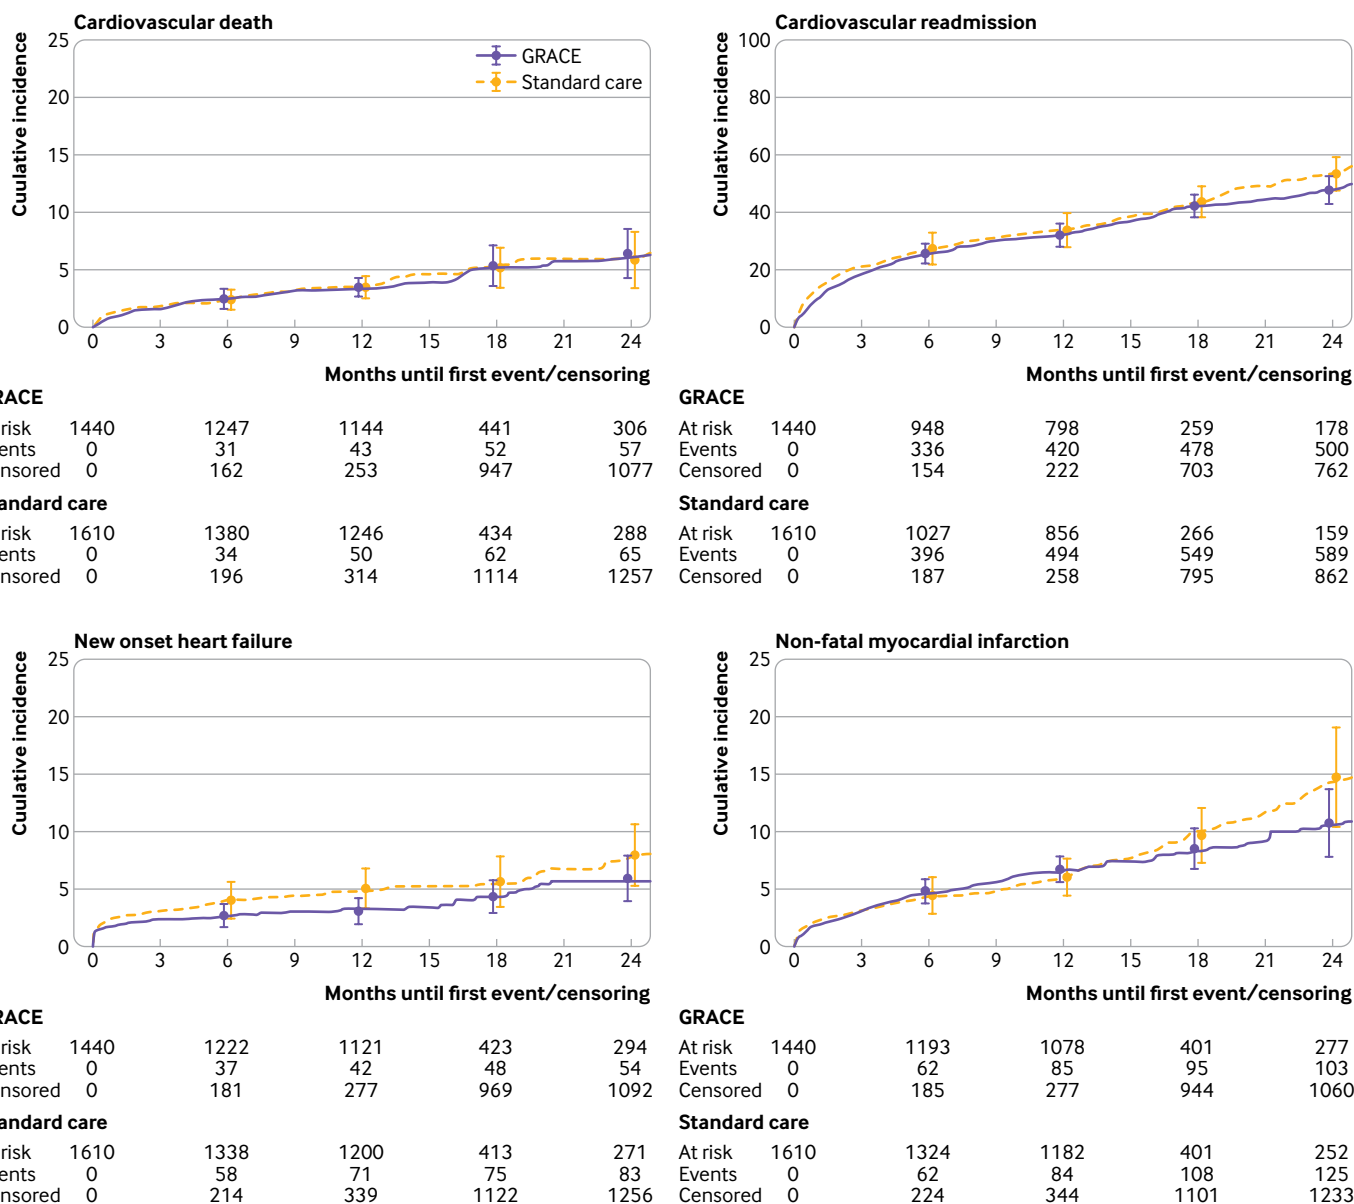 Cardiovascular death
Cuulative incidence
25
20
15
10
5
0
GRACE
Standard care
0 3 6 9 12 15 18 21 24
Months until first event/censoring
RACE
risk 1440 1247 1144 441 306
ents 0 31 43 52 57
ensored 0 162 253 947 1077
andard care
risk 1610 1380 1246 434 288
ents 0 34 50 62 65
nsored 0 196 314 1114 1257
Cardiovascular readmission
Cuulative incidence
100
80
60
40
20
0
0 3 6 9 12 15 18 21 24
Months until first event/censoring
GRACE
At risk 1440 948 798 259 178
Events 0 336 420 478 500
Censored 0 154 222 703 762
Standard care
At risk 1610 1027 856 266 159
Events 0 396 494 549 589
Censored 0 187 258 795 862
New onset heart failure
Cuulative incidence
25
20
15
10
5
0
0 3 6 9 12 15 18 21 24
Months until first event/censoring
RACE
risk 1440 1222 1121 423 294
ents 0 37 42 48 54
ensored 0 181 277 969 1092
andard care
risk 1610 1338 1200 413 271
ents 0 58 71 75 83
nsored 0 214 339 1122 1256
Non-fatal myocardial infarction
Cuulative incidence
25
20
15
10
5
0
0 3 6 9 12 15 18 21 24
Months until first event/censoring
GRACE
At risk 1440 1193 1078 401 277
Events 0 62 85 95 103
Censored 0 185 277 944 1060
Standard care
At risk 1610 1324 1182 401 252
Events 0 62 84 108 125
Censored 0 224 344 1101 1233